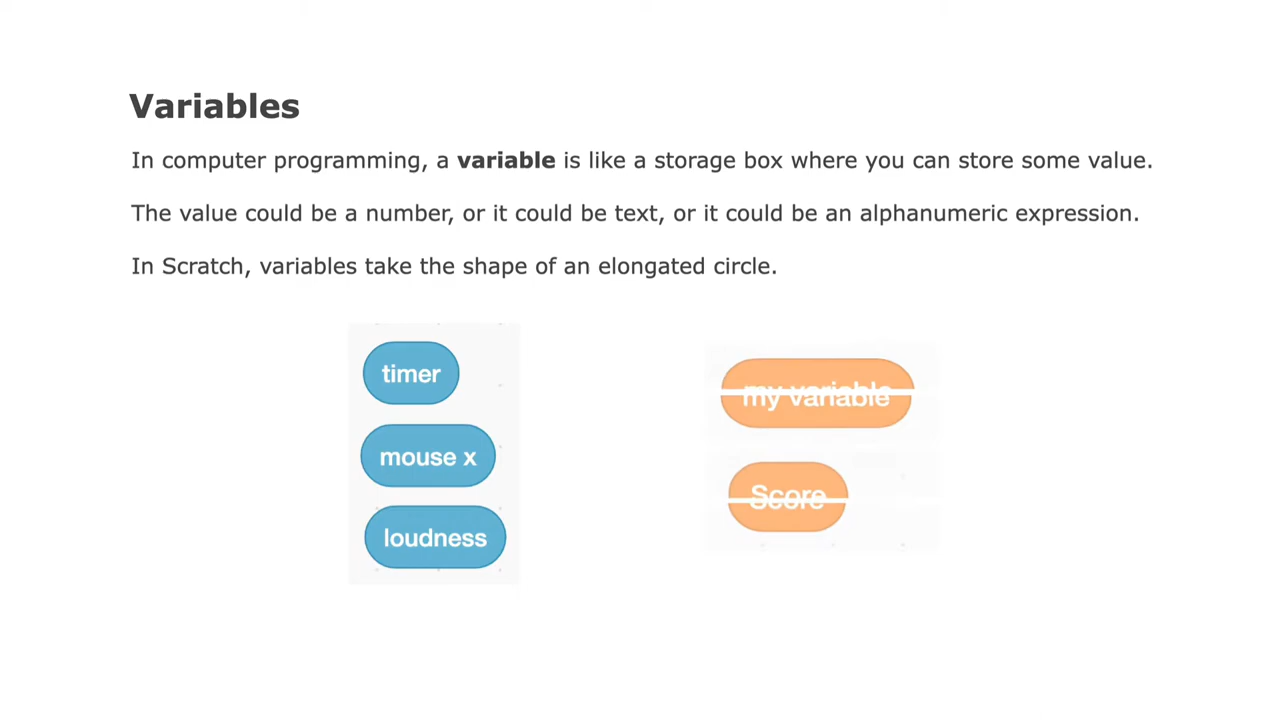 Variables
In computer programming, a variable is like a storage box where you can store some value.
The value could be a number, or it could be text, or it could be an alphanumeric expression.
In Scratch, variables take the shape of an elongated circle.
timer
mouse x
loudness
my variable
Score